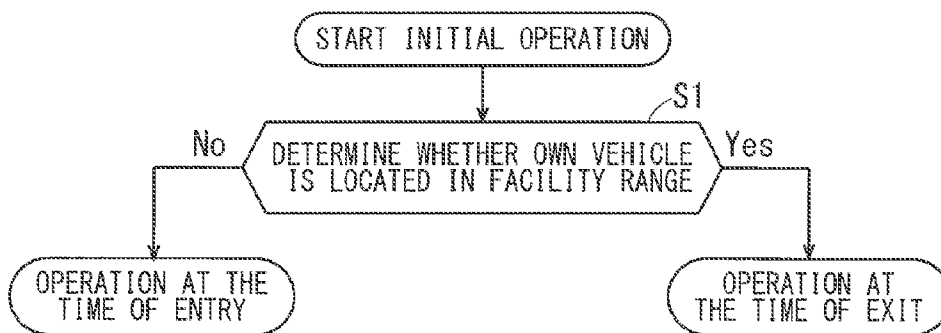 START INITIAL OPERATION
S1
No
DETERMINE WHETHER OWN VEHICLE
IS LOCATED IN FACILITY RANGE
Yes
OPERATION AT THE
TIME OF ENTRY
OPERATION AT
THE TIME OF EXIT